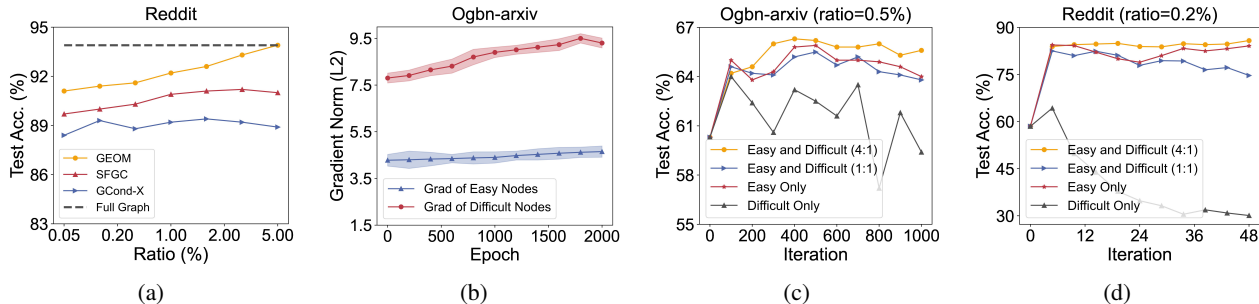 Reddit
Test Acc. (%)
95
92
89
86
83
GEOM
SFGC
GCond-X
Full Graph
0.05
0.20
1.00
2.00
5.00
Ratio (%)
(a)
Ogbn-arxiv
Gradient Norm (L2)
9.5
7.5
5.5
3.5
1.5
Grad of Easy Nodes
Grad of Difficult Nodes
0
500
1000
1500
2000
Epoch
(b)
Ogbn-arxiv (ratio=0.5%)
Test Acc. (%)
67
64
61
58
55
Easy and Difficult (4:1)
Easy and Difficult (1:1)
Easy Only
Difficult Only
0
200
400
600
800
1000
Iteration
(c)
Reddit (ratio=0.2%)
Test Acc. (%)
90
75
60
45
30
Easy and Difficult (4:1)
Easy and Difficult (1:1)
Easy Only
Difficult Only
0
12
24
36
48
Iteration
(d)